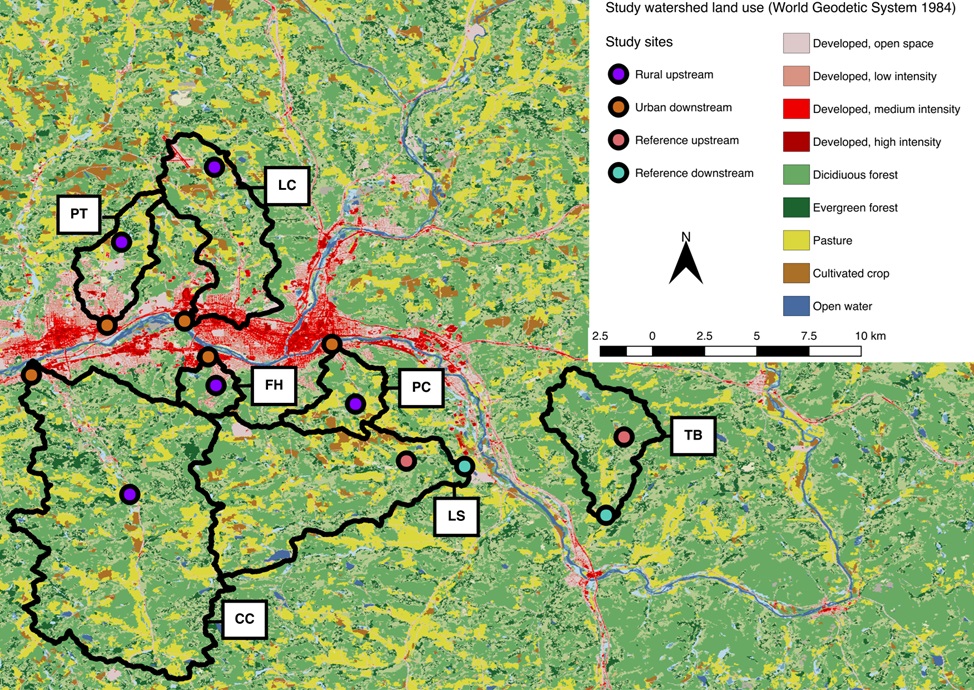 Study watershed land use (World Geodetic System 1984)
Study sites
Rural upstream
Urban downstream
Reference upstream
Reference downstream
Developed, open space
Developed, low intensity
Developed, medium intensity
Developed, high intensity
Dicidiuous forest
Evergreen forest
Pasture
Cultivated crop
Open water
N
2.5 0 2.5 5 7.5 10 km
LC
PT
FH
PC
TB
LS
CC